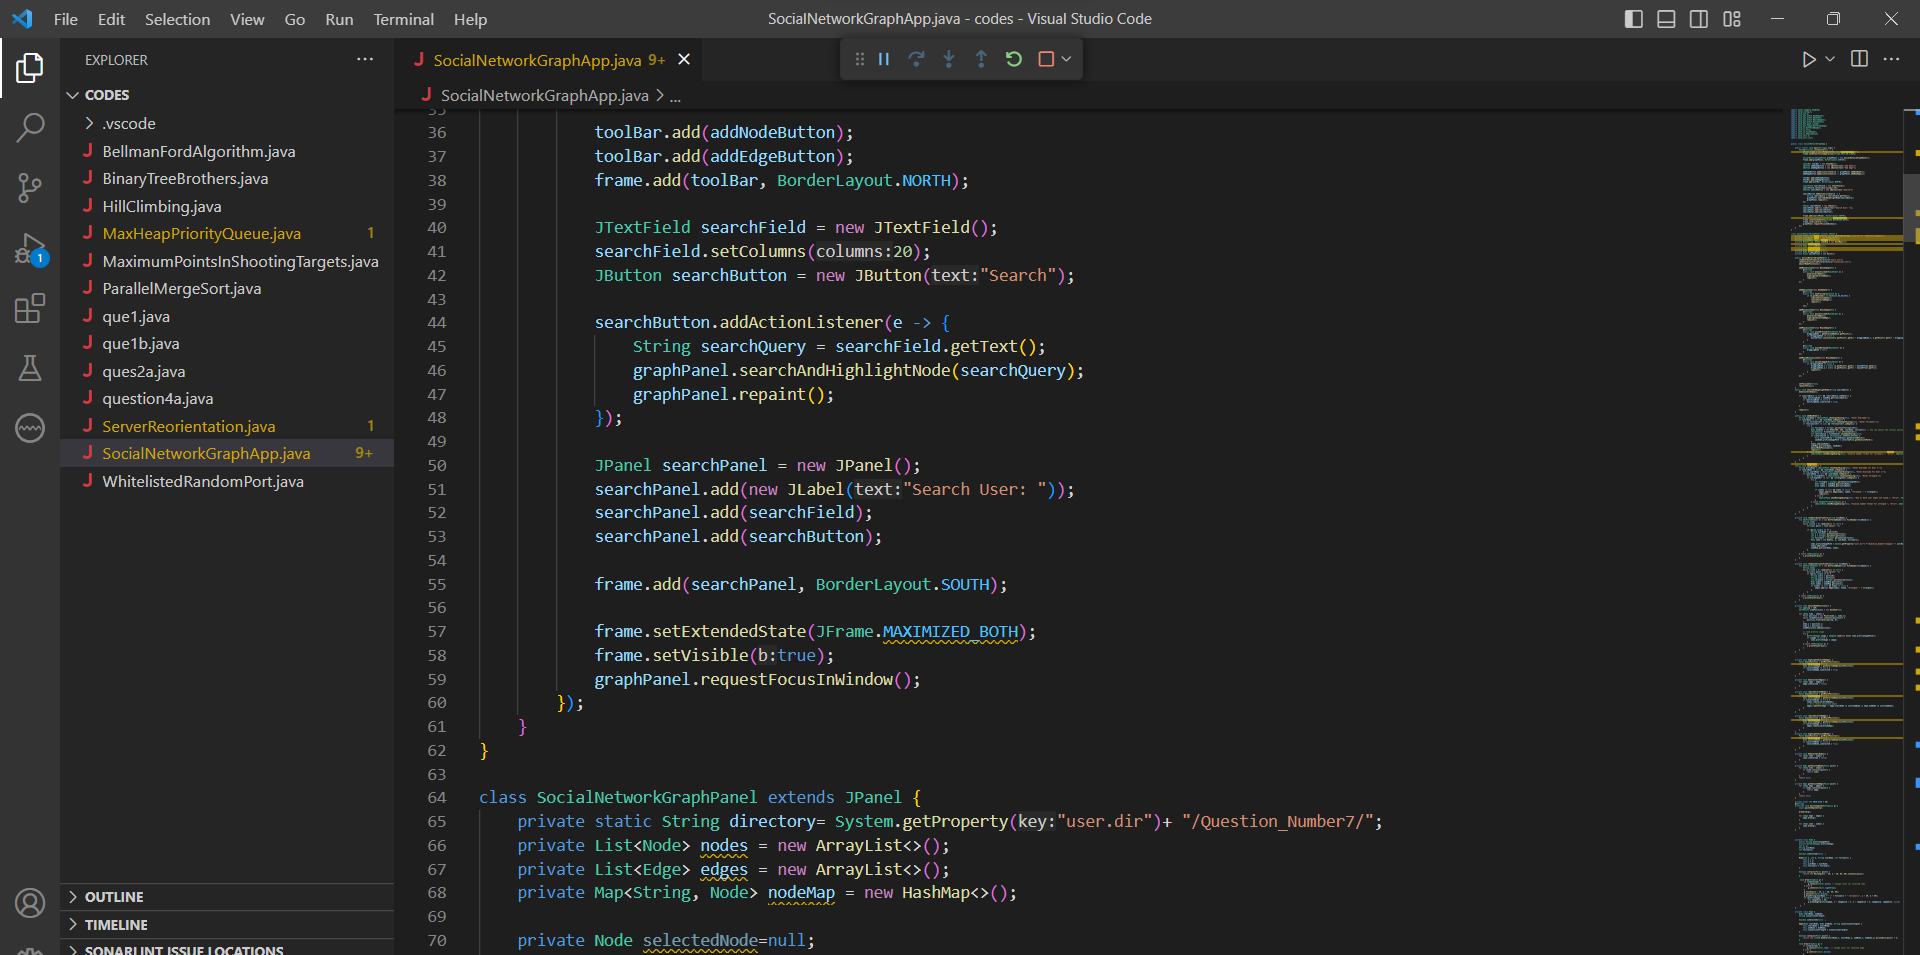 File Edit Selection View Go Run Terminal Help
SocialNetworkGraphApp.java - codes - Visual Studio Code
EXPLORER
CODES
.vscode
BellmanFordAlgorithm.java
BinaryTreeBrothers.java
HillClimbing.java
MaxHeapPriorityQueue.java 1
MaximumPointsInShootingTargets.java
ParallelMergeSort.java
que1.java
que1b.java
ques2a.java
question4a.java
ServerReorientation.java 1
SocialNetworkGraphApp.java 9+
WhitelistedRandomPort.java
OUTLINE
TIMELINE
SONARLINT ISSUE LOCATIONS
1
J SocialNetworkGraphApp.java 9+
J SocialNetworkGraphApp.java > ...
35
36 toolBar.add(addNodeButton);
37 toolBar.add(addEdgeButton);
38 frame.add(toolBar, BorderLayout.NORTH);
39
40 JTextField searchField = new JTextField();
41 searchField.setColumns(columns:20);
42 JButton searchButton = new JButton(text:"Search");
43
44 searchButton.addActionListener(e -> {
45 String searchQuery = searchField.getText();
46 graphPanel.searchAndHighlightNode(searchQuery);
47 graphPanel.repaint();
48 });
49
50 JPanel searchPanel = new JPanel();
51 searchPanel.add(new JLabel(text:"Search User: "));
52 searchPanel.add(searchField);
53 searchPanel.add(searchButton);
54
55 frame.add(searchPanel, BorderLayout.SOUTH);
56
57 frame.setExtendedState(JFrame.MAXIMIZED_BOTH);
58 frame.setVisible(b:true);
59 graphPanel.requestFocusInWindow();
60 });
61 }
62 }
63
64 class SocialNetworkGraphPanel extends JPanel {
65 private static String directory= System.getProperty(key:"user.dir")+ "/Question_Number7/";
66 private List<Node> nodes = new ArrayList<>();
67 private List<Edge> edges = new ArrayList<>();
68 private Map<String, Node> nodeMap = new HashMap<>();
69
70 private Node selectedNode=null;